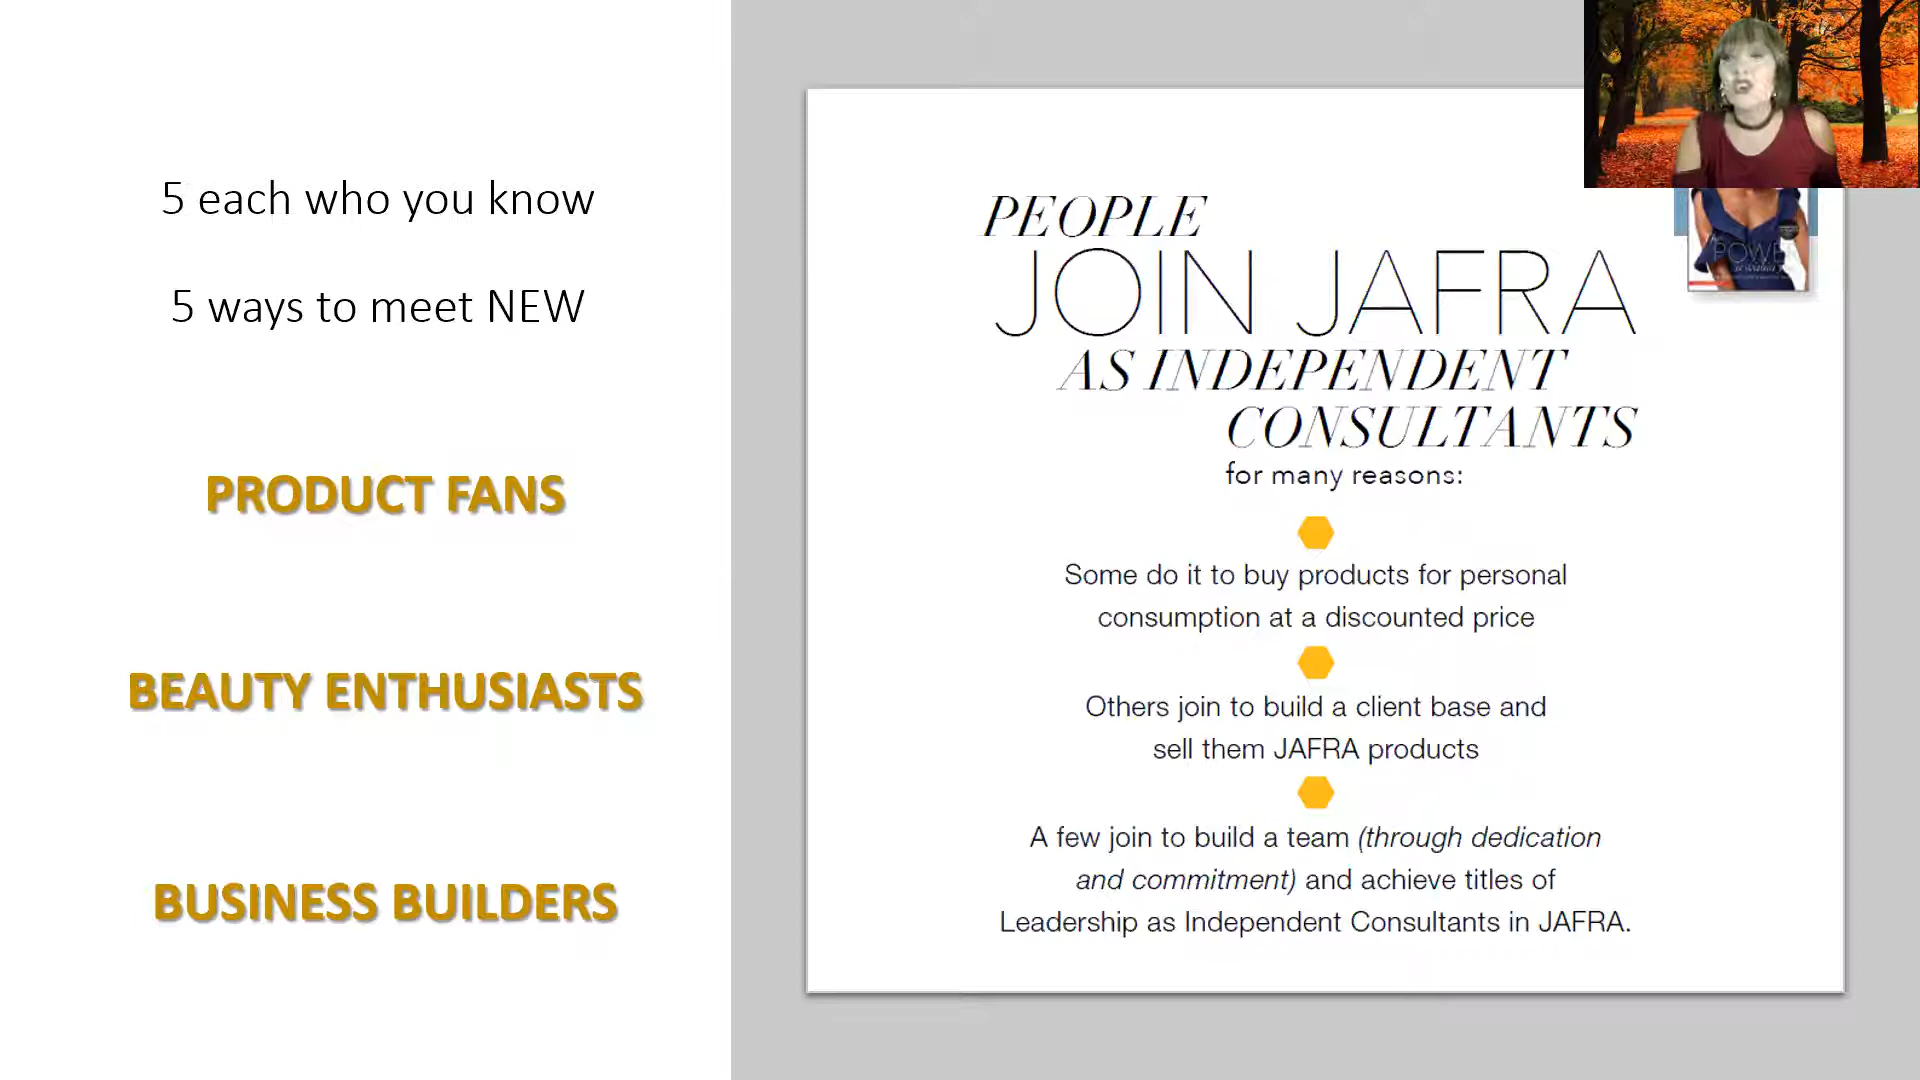 5 each who you know
5 ways to meet NEW
PRODUCT FANS
BEAUTY ENTHUSIASTS
BUSINESS BUILDERS
PEOPLE
JOIN JAFRA
AS INDEPENDENT
CONSULTANTS
for many reasons:
Some do it to buy products for personal
consumption at a discounted price
Others join to build a client base and
sell them JAFRA products
A few join to build a team (through dedication
and commitment) and achieve titles of
Leadership as Independent Consultants in JAFRA.